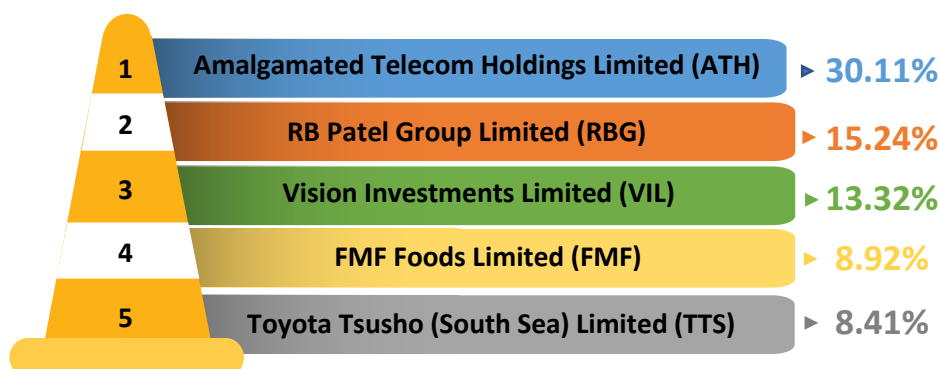 1 Amalgamated Telecom Holdings Limited (ATH) 30.11%
2 RB Patel Group Limited (RBG) 15.24%
3 Vision Investments Limited (VIL) 13.32%
4 FMF Foods Limited (FMF) 8.92%
5 Toyota Tsusho (South Sea) Limited (TTS) 8.41%